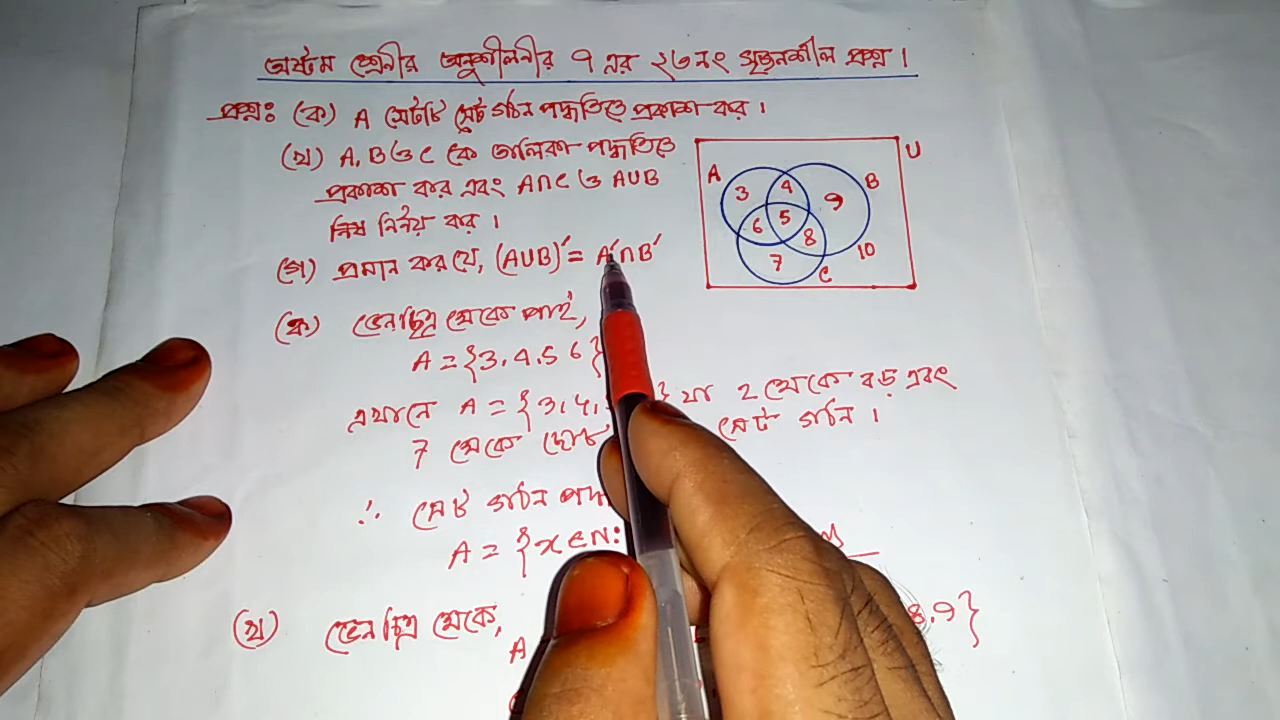 অষ্টম শ্রেনীর অনুশীলনীর ৭ এর ২৬ নং সৃজনশীল প্রশ্ন।
প্রশ্নঃ (ক) A সেটটি সেট গঠন পদ্ধতিতে প্রকাশ কর।
(খ) A, B ও C কে তালিকা পদ্ধতিতে
প্রকাশ কর এবং A∩C ও A∪B
নির্নয় কর।
(গ) প্রমান কর যে, (A∪B)′ = A′∩B′
U
A
B
C
3
4
9
5
6
8
7
10
(ক) ভেনচিত্র থেকে পাই,
A = {3, 4, 5 6}
এখানে A = {3, 4, } যা 2 থেকে বড় এবং
7 থেকে ছোট সেট গঠন।
∴ সেট গঠন
A = {x ∈ N:
(খ) ভেনচিত্র থেকে,
8, 9}
A